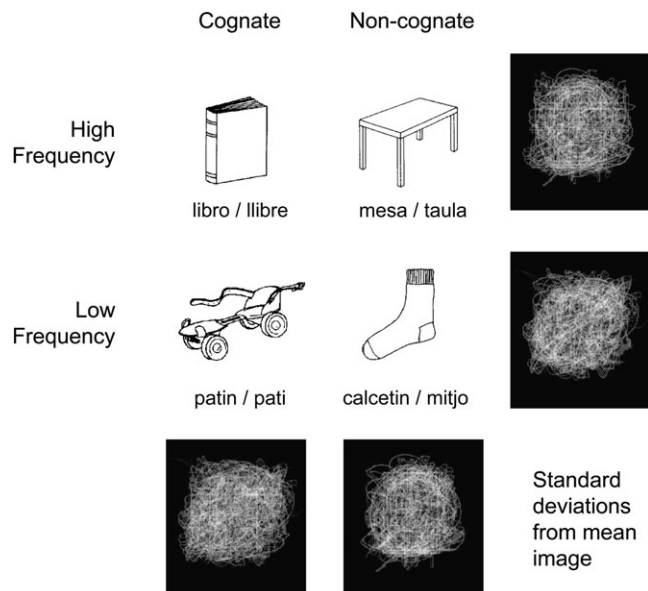 Cognate Non-cognate
High
Frequency
libro / llibre mesa / taula
Low
Frequency
patin / pati calcetin / mitjo
Standard
deviations
from mean
image